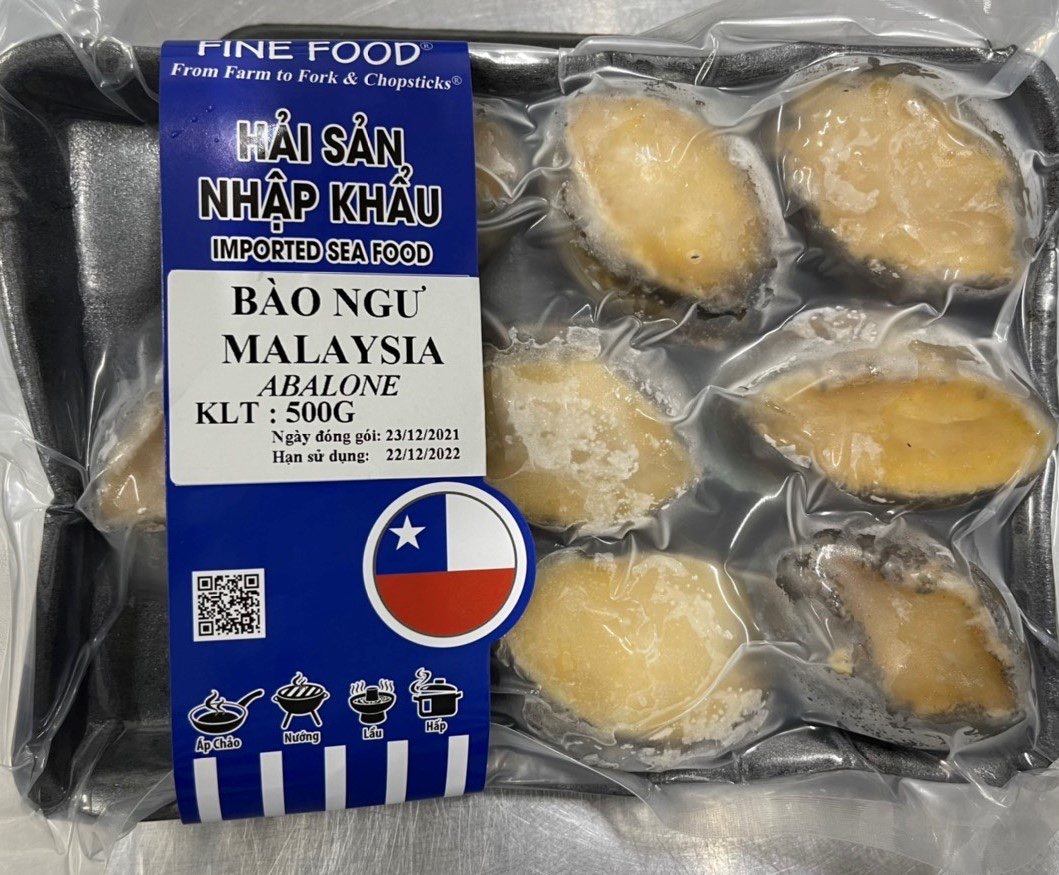 FINE FOOD®
From Farm to Fork & Chopsticks®
HẢI SẢN
NHẬP KHẨU
IMPORTED SEA FOOD
BÀO NGƯ
MALAYSIA
ABALONE
KLT : 500G
Ngày đóng gói: 23/12/2021
Hạn sử dụng: 22/12/2022
Áp Chảo Nướng Lẩu Hấp